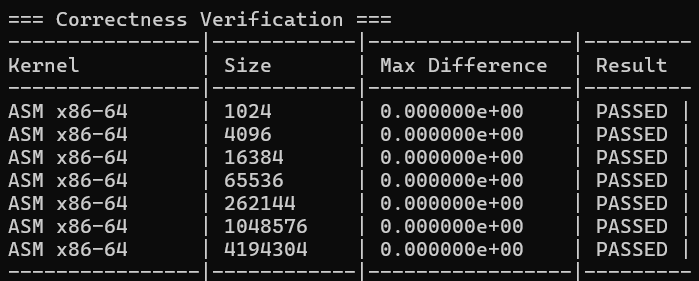 === Correctness Verification ===
----------------|------------|-----------------|---------
Kernel          | Size       | Max Difference  | Result
----------------|------------|-----------------|---------
ASM x86-64      | 1024       | 0.000000e+00    | PASSED |
ASM x86-64      | 4096       | 0.000000e+00    | PASSED |
ASM x86-64      | 16384      | 0.000000e+00    | PASSED |
ASM x86-64      | 65536      | 0.000000e+00    | PASSED |
ASM x86-64      | 262144     | 0.000000e+00    | PASSED |
ASM x86-64      | 1048576    | 0.000000e+00    | PASSED |
ASM x86-64      | 4194304    | 0.000000e+00    | PASSED |
----------------|------------|-----------------|---------